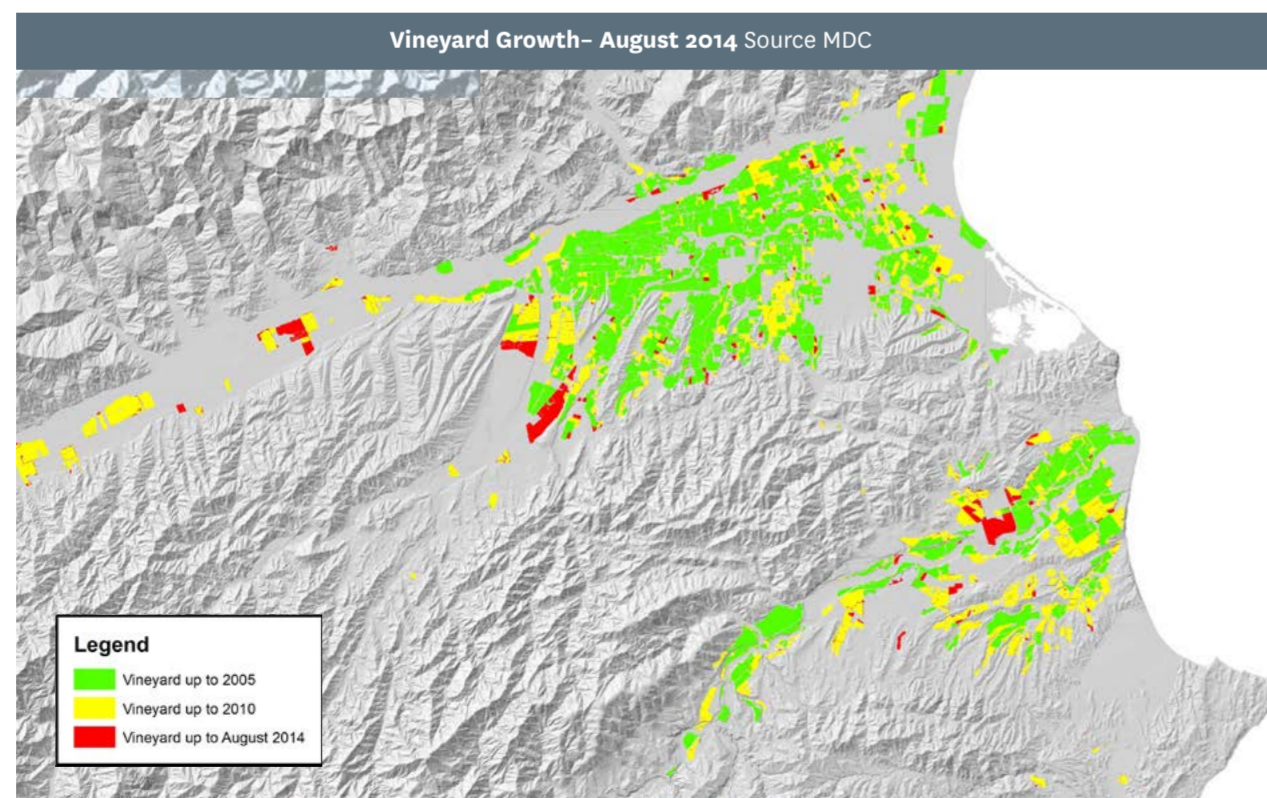 Vineyard Growth– August 2014 Source MDC
Legend
Vineyard up to 2005
Vineyard up to 2010
Vineyard up to August 2014